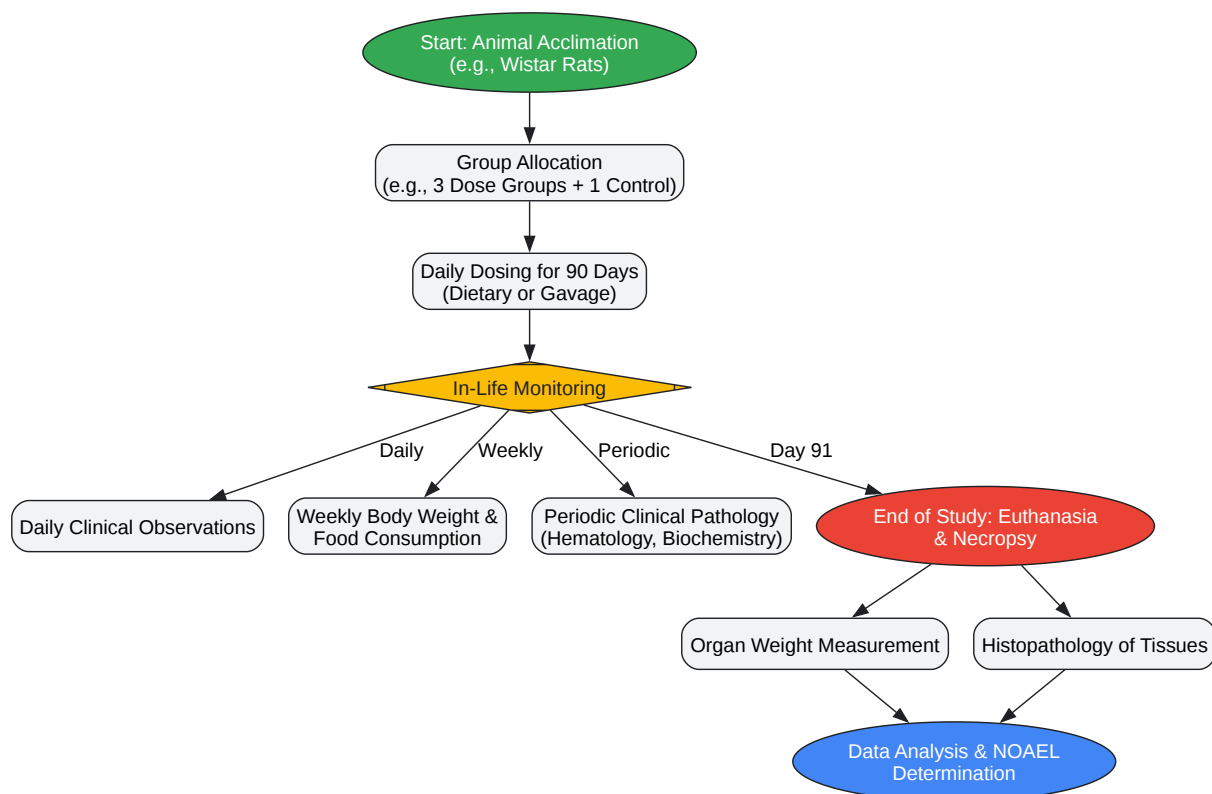 Start: Animal Acclimation
(e.g., Wistar Rats)
Group Allocation
(e.g., 3 Dose Groups + 1 Control)
Daily Dosing for 90 Days
(Dietary or Gavage)
In-Life Monitoring
Daily
Weekly
Periodic
Day 91
Daily Clinical Observations
Weekly Body Weight &
Food Consumption
Periodic Clinical Pathology
(Hematology, Biochemistry)
End of Study: Euthanasia
& Necropsy
Organ Weight Measurement
Histopathology of Tissues
Data Analysis & NOAEL
Determination